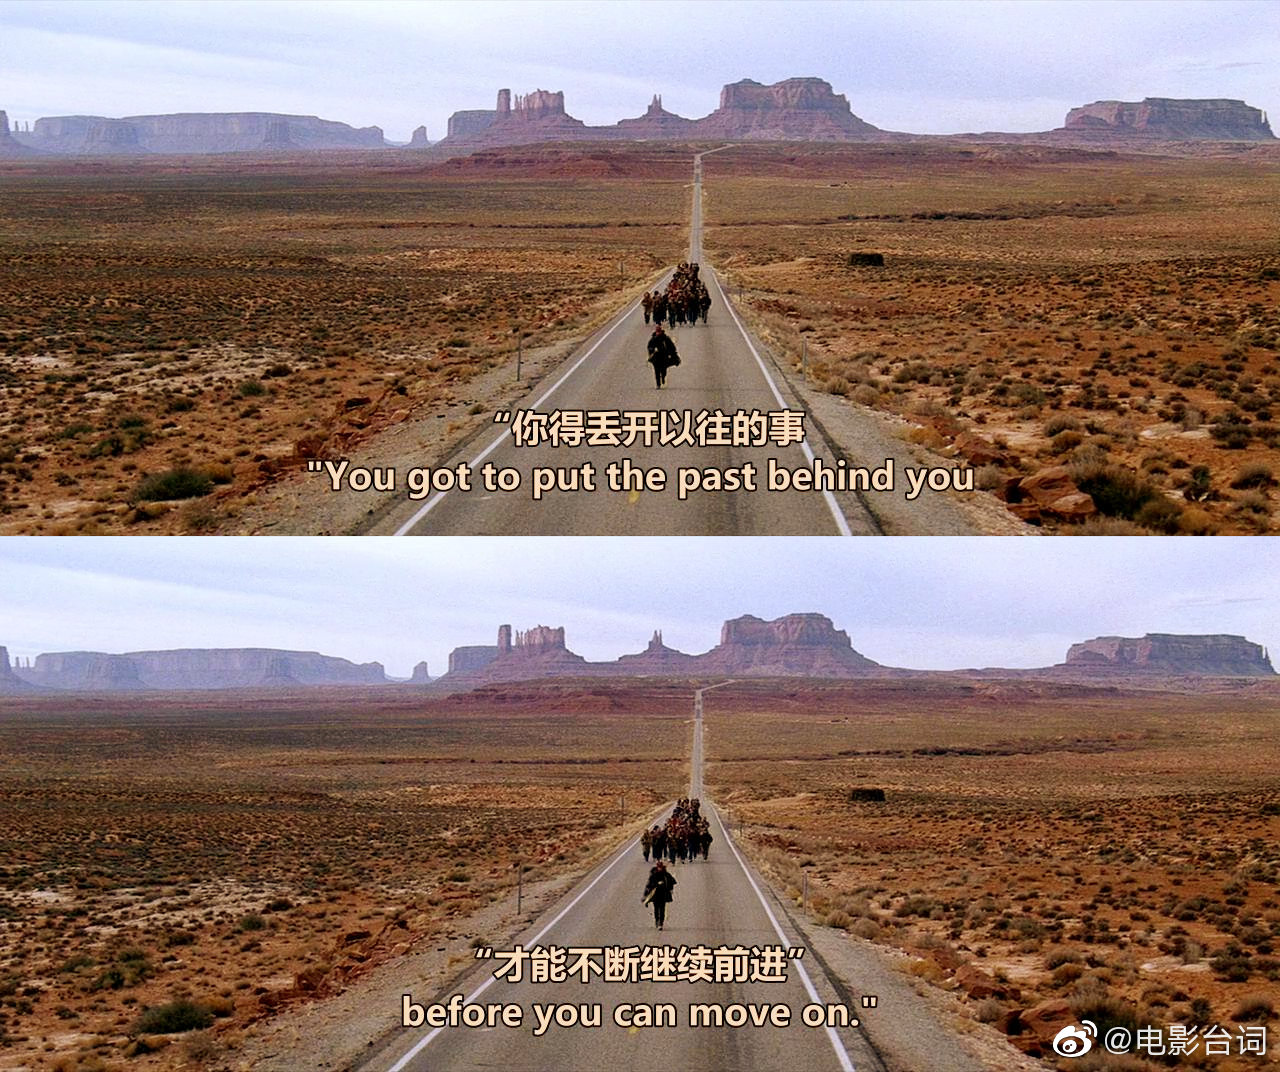 “你得丢开以往的事
"You got to put the past behind you
“才能不断继续前进”
before you can move on."
@电影台词